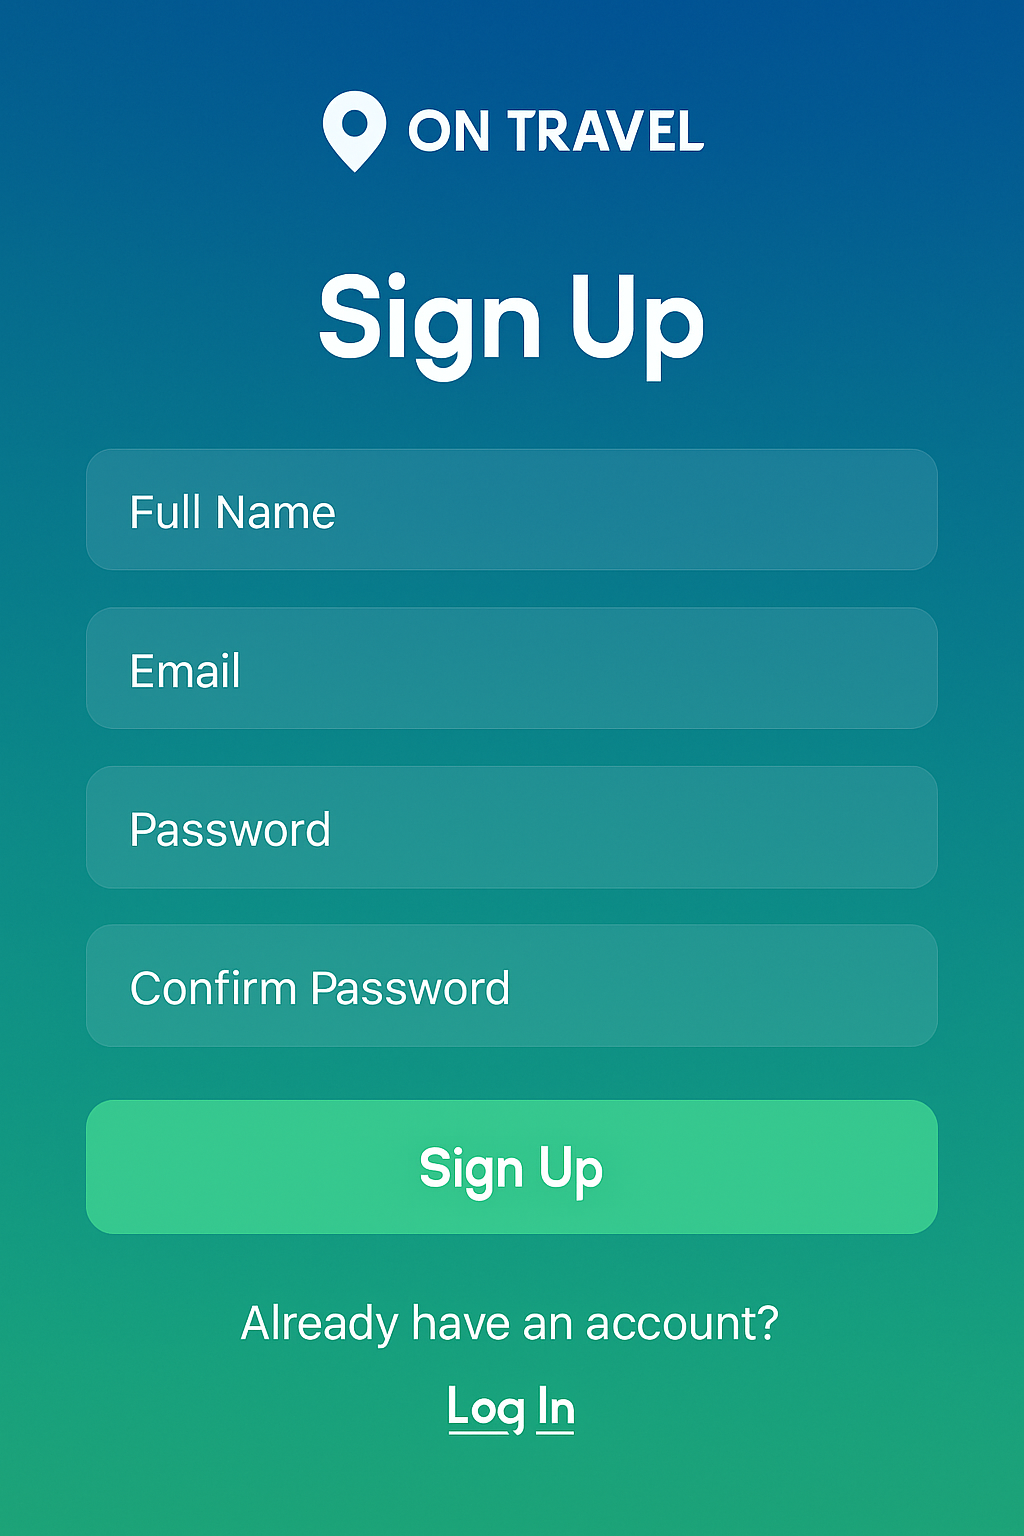 ON TRAVEL
Sign Up
Full Name
Email
Password
Confirm Password
Sign Up
Already have an account?
Log In